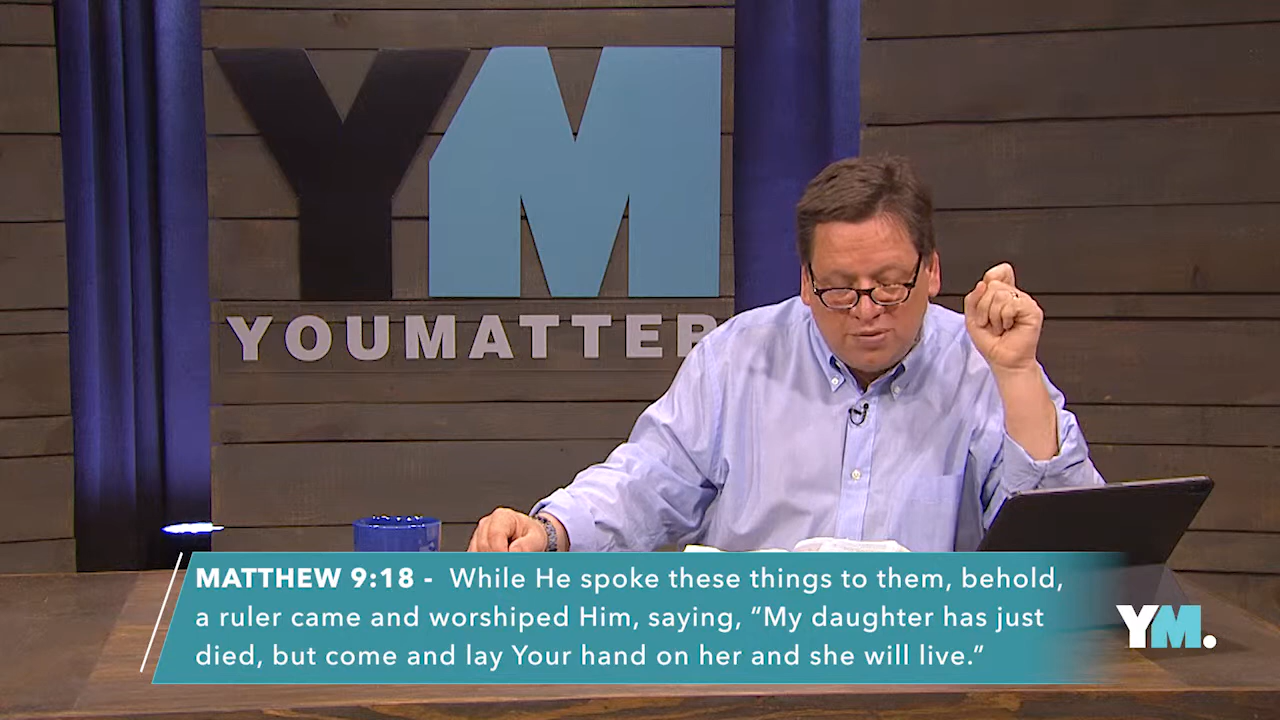 YM
YOUMATTER
MATTHEW 9:18 - While He spoke these things to them, behold,
a ruler came and worshiped Him, saying, “My daughter has just
died, but come and lay Your hand on her and she will live.”
YM.